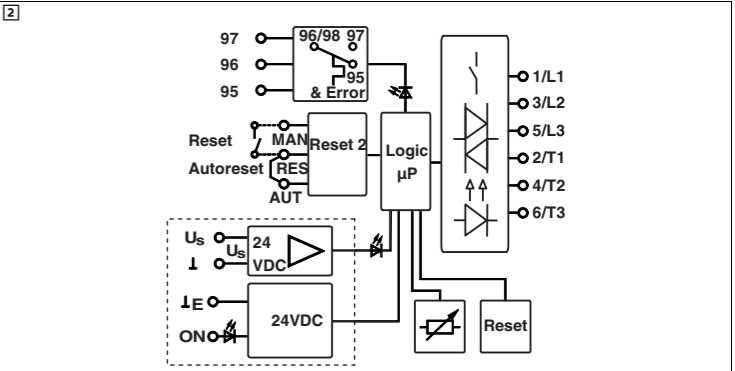 2
97
96
95
96/98 97
95
& Error
Reset
Autoreset
MAN
RES
AUT
Reset 2
Logic
µP
1/L1
3/L2
5/L3
2/T1
4/T2
6/T3
Us
⊥
Us
24
VDC
⊥E
ON
24VDC
Reset